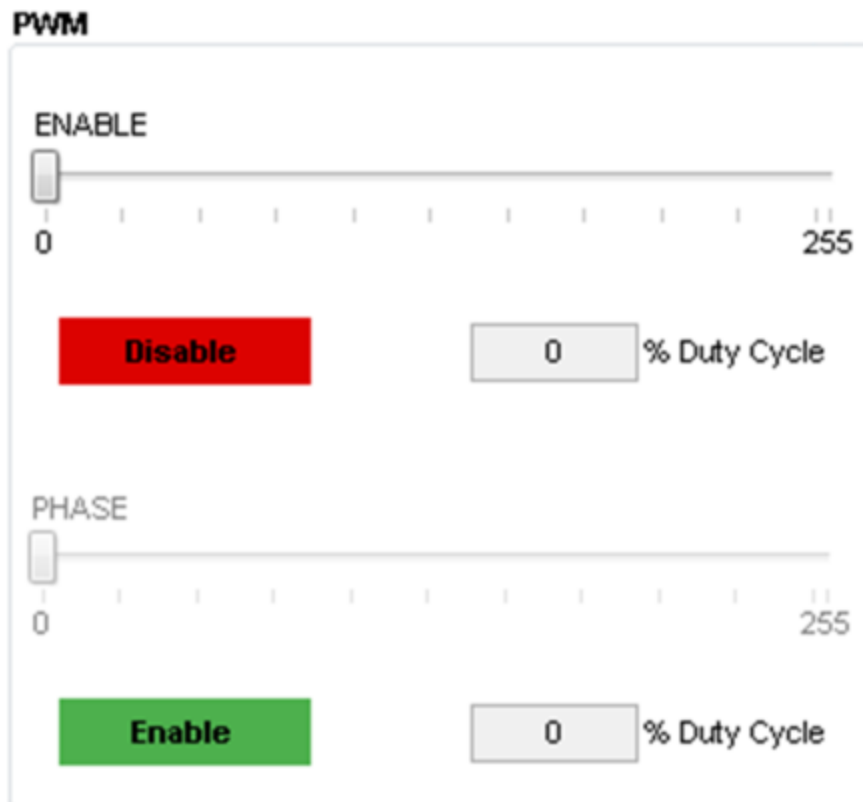 PWM
ENABLE
0 255
Disable 0 % Duty Cycle
PHASE
0 255
Enable 0 % Duty Cycle